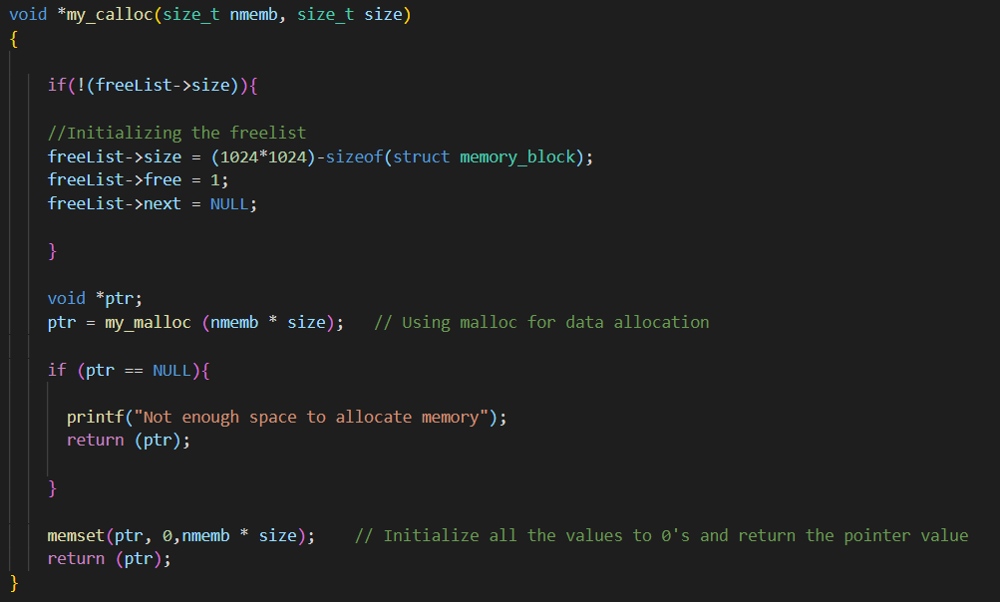 void *my_calloc(size_t nmemb, size_t size)
{
if(!(freeList->size)){
//Initializing the freelist
freeList->size = (1024*1024)-sizeof(struct memory_block);
freeList->free = 1;
freeList->next = NULL;
}
void *ptr;
ptr = my_malloc (nmemb * size);   // Using malloc for data allocation
if (ptr == NULL){
printf("Not enough space to allocate memory");
return (ptr);
}
memset(ptr, 0,nmemb * size);    // Initialize all the values to 0's and return the pointer value
return (ptr);
}